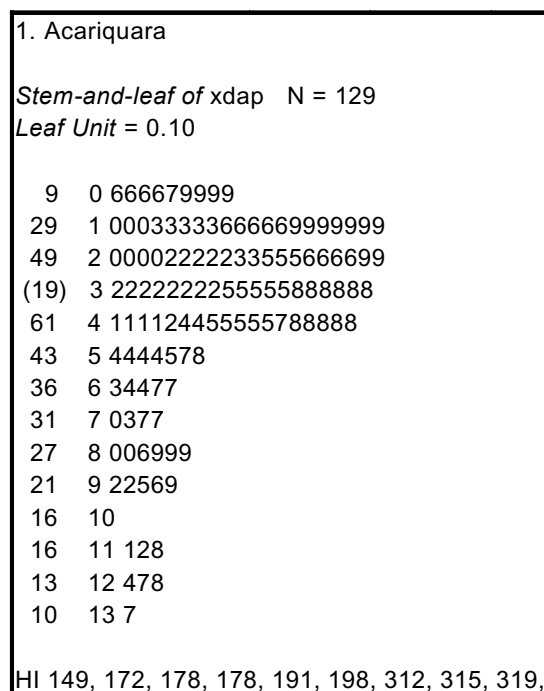 1. Acariquara
Stem-and-leaf of xdap N = 129
Leaf Unit = 0.10
9 0 666679999
29 1 00033333666669999999
49 2 00002222233555666699
(19) 3 2222222255555888888
61 4 111124455555788888
43 5 4444578
36 6 34477
31 7 0377
27 8 006999
21 9 22569
16 10
16 11 128
13 12 478
10 13 7
HI 149, 172, 178, 178, 191, 198, 312, 315, 319,